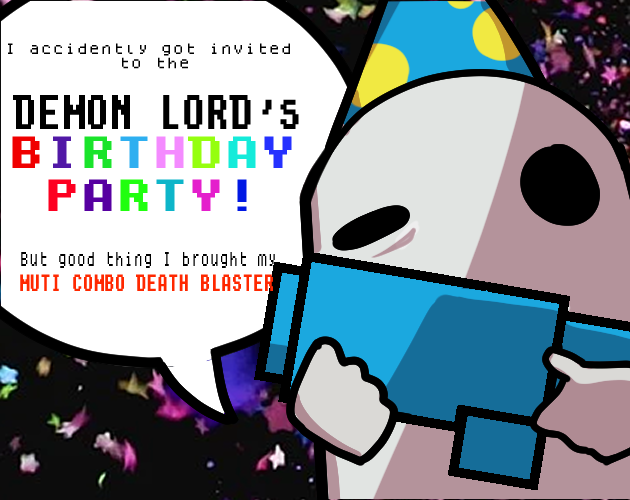 I accidently got invited
to the
DEMON LORD's
BIRTHDAY
PARTY!
But good thing I brought my
MUTI COMBO DEATH BLASTER